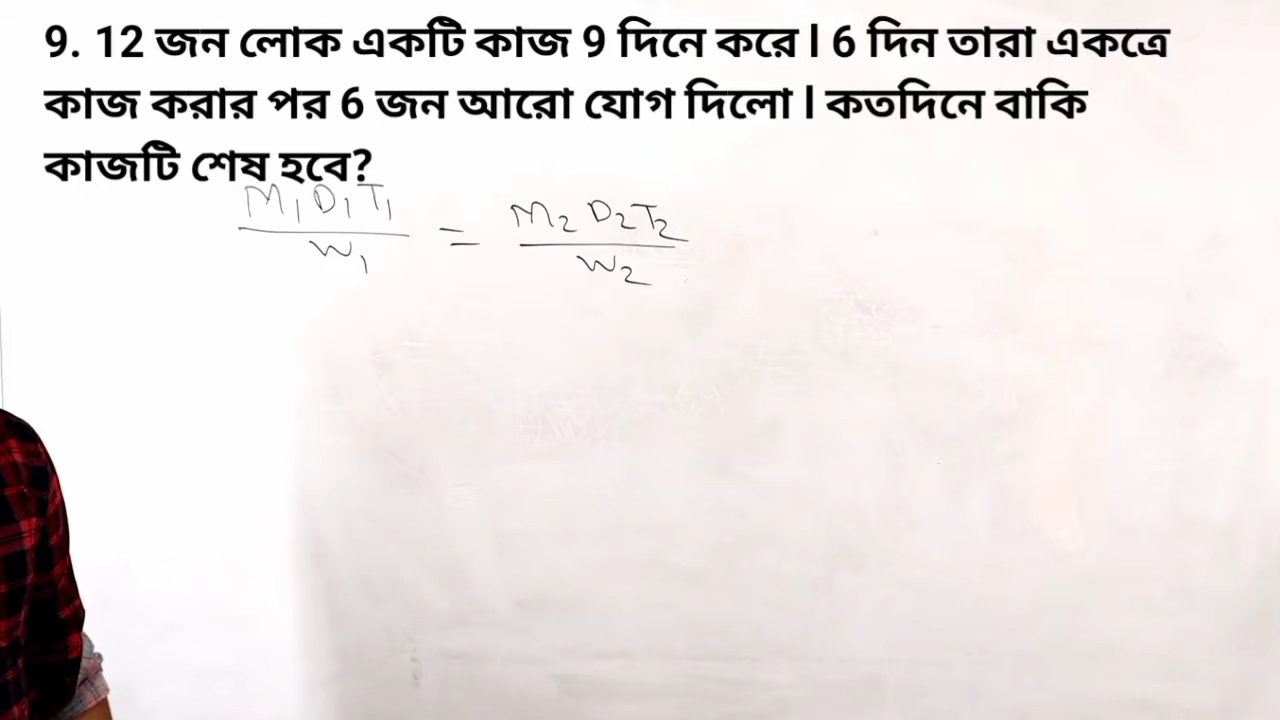 9. 12 জন লোক একটি কাজ 9 দিনে করে l 6 দিন তারা একত্রে
কাজ করার পর 6 জন আরো যোগ দিলো l কতদিনে বাকি
কাজটি শেষ হবে?
M₁D₁T₁ / W₁ = M₂D₂T₂ / W₂